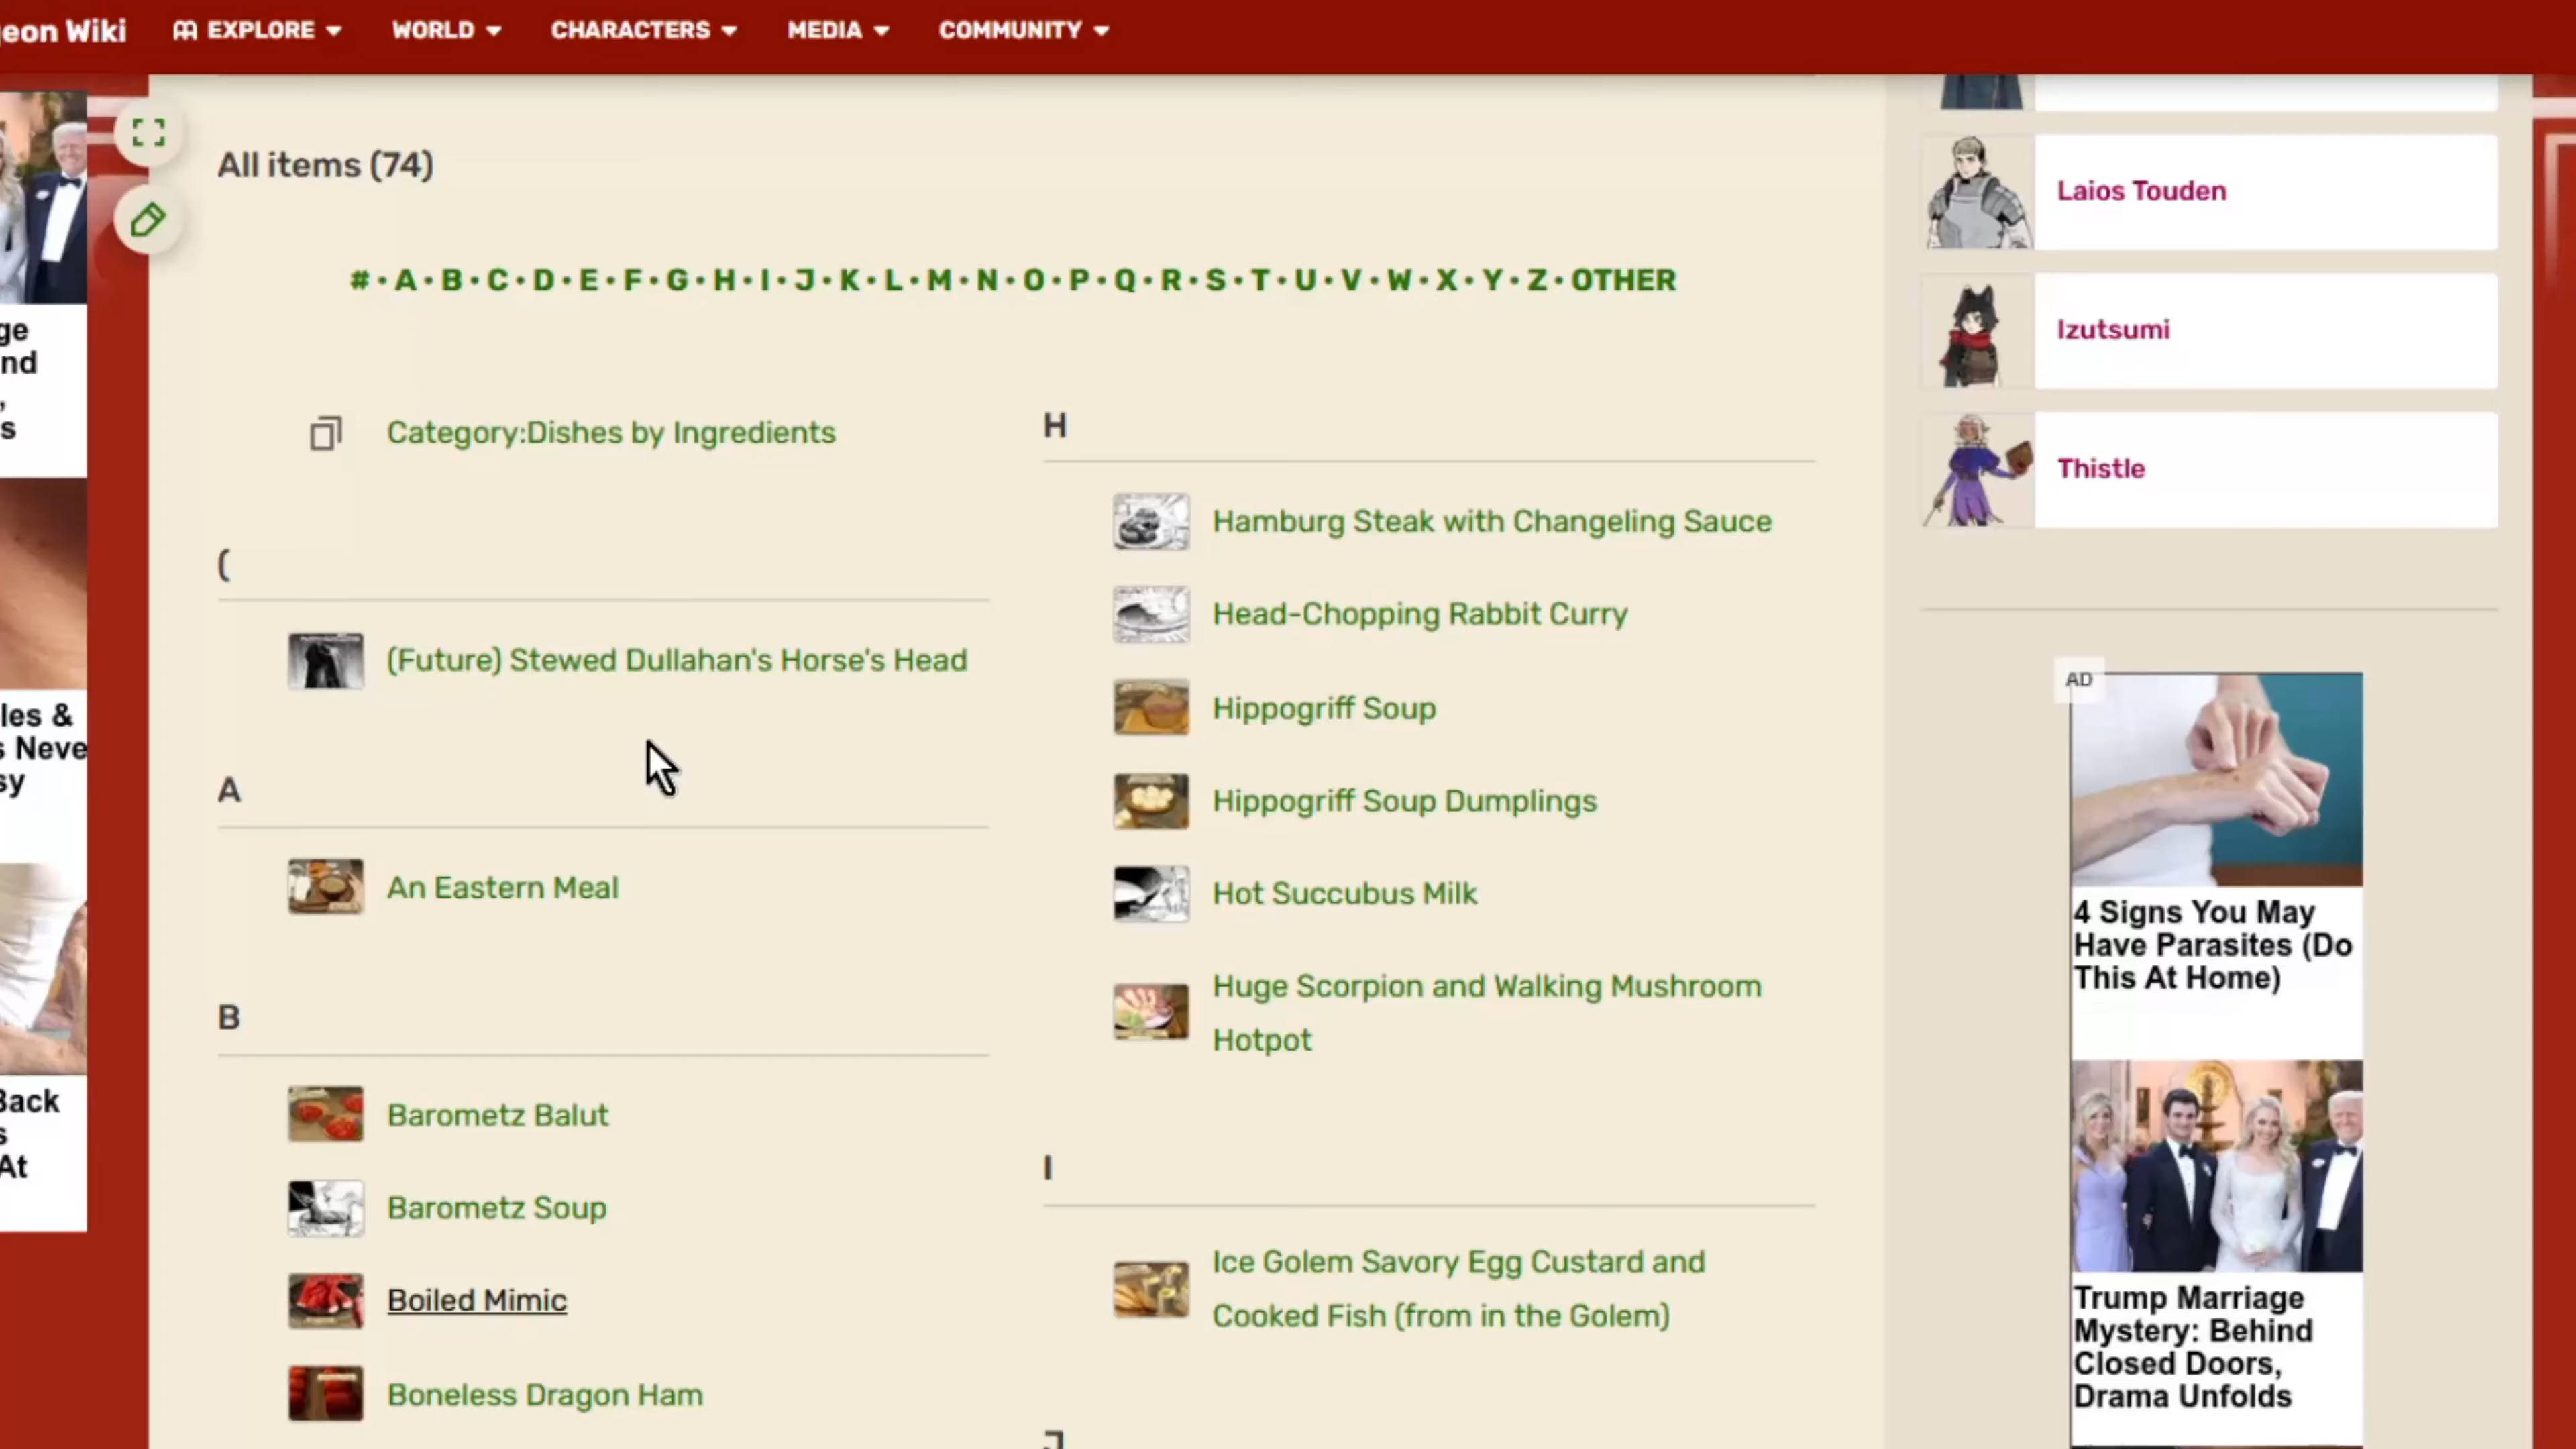 eon Wiki
EXPLORE
WORLD
CHARACTERS
MEDIA
COMMUNITY
All items (74)
# · A · B · C · D · E · F · G · H · I · J · K · L · M · N · O · P · Q · R · S · T · U · V · W · X · Y · Z · OTHER
Category:Dishes by Ingredients
(
(Future) Stewed Dullahan's Horse's Head
A
An Eastern Meal
B
Barometz Balut
Barometz Soup
Boiled Mimic
Boneless Dragon Ham
H
Hamburg Steak with Changeling Sauce
Head-Chopping Rabbit Curry
Hippogriff Soup
Hippogriff Soup Dumplings
Hot Succubus Milk
Huge Scorpion and Walking Mushroom
Hotpot
I
Ice Golem Savory Egg Custard and
Cooked Fish (from in the Golem)
J
Laios Touden
Izutsumi
Thistle
AD
4 Signs You May
Have Parasites (Do
This At Home)
Trump Marriage
Mystery: Behind
Closed Doors,
Drama Unfolds
ge
nd
,
s
les &
s Neve
sy
Back
s
At